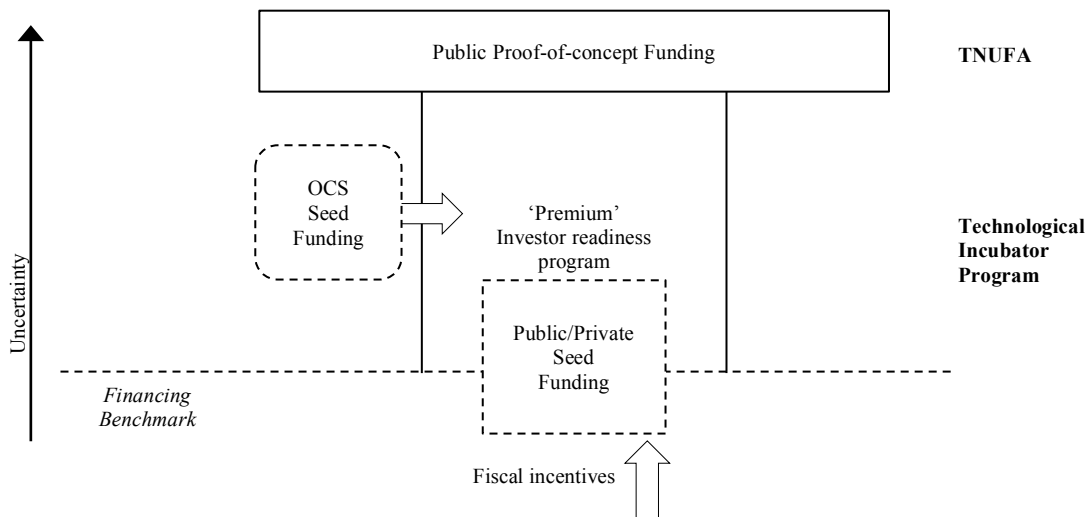 Public Proof-of-concept Funding
TNUFA
OCS
Seed
Funding
‘Premium’
Investor readiness
program
Technological
Incubator
Program
Uncertainty
Public/Private
Seed
Funding
Financing
Benchmark
Fiscal incentives